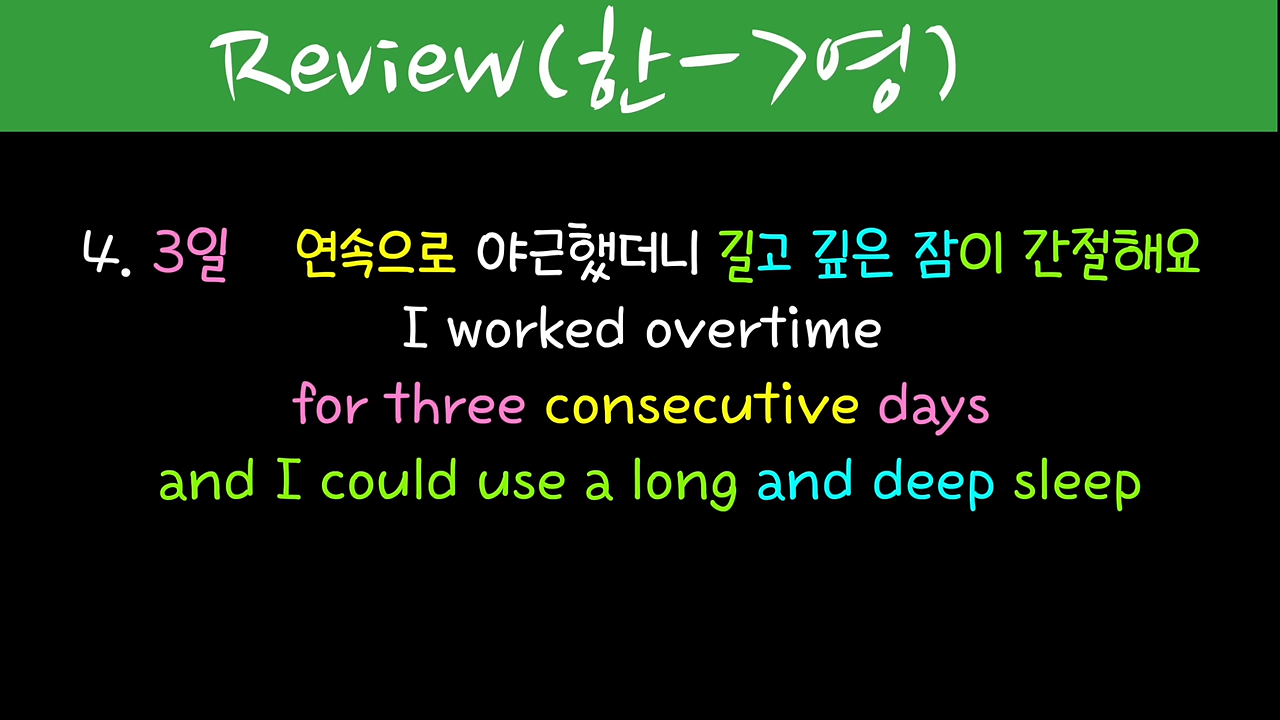 Review(한->영)
4. 3일 연속으로 야근했더니 길고 깊은 잠이 간절해요
I worked overtime
for three consecutive days
and I could use a long and deep sleep